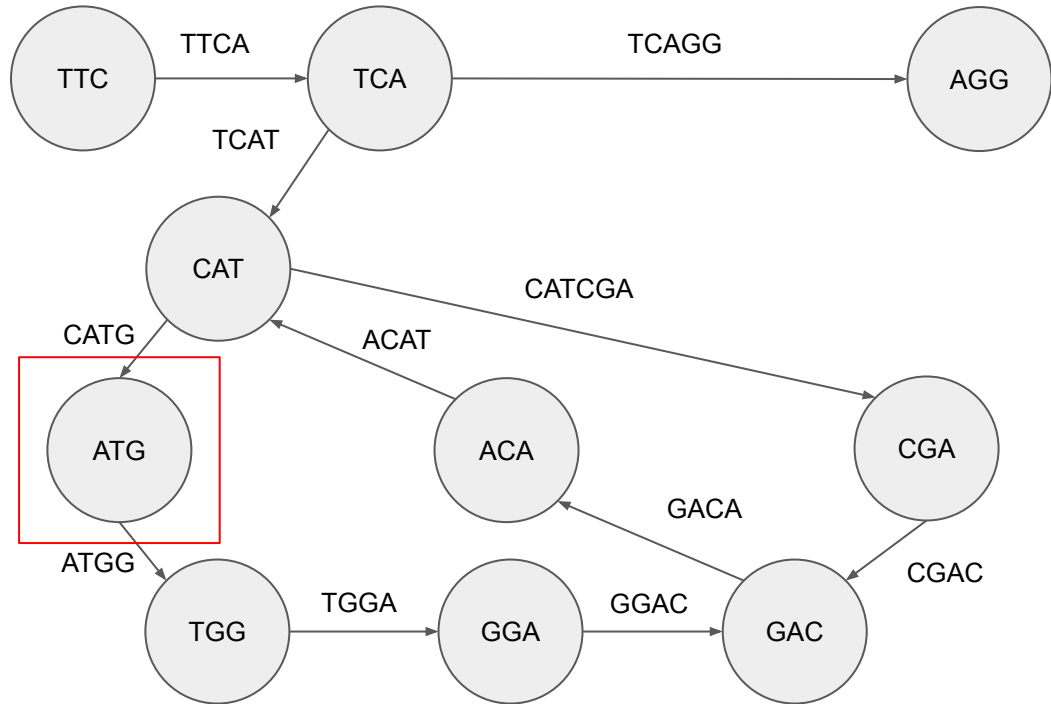 TTCA
TCAGG
TTC
TCA
AGG
TCAT
CAT
CATCGA
CATG
ACAT
ATG
ACA
CGA
GACA
ATGG
CGAC
TGGA
GGAC
TGG
GGA
GAC